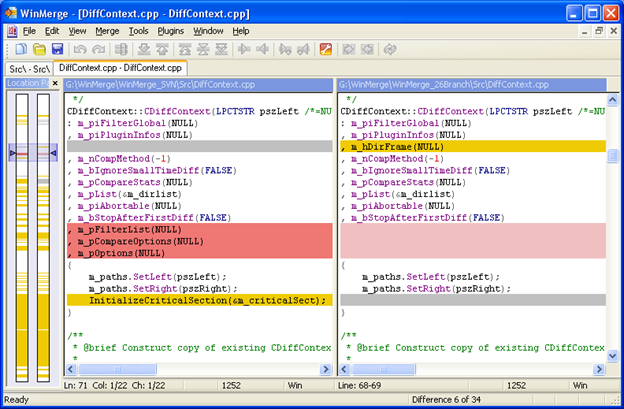 WinMerge - [DiffContext.cpp - DiffContext.cpp]
File Edit View Merge Tools Plugins Window Help
Src\ - Src\ DiffContext.cpp - DiffContext.cpp
Location P
G:\WinMerge\WinMerge_SVN\Src\DiffContext.cpp
*/
CDiffContext::CDiffContext(LPCTSTR pszLeft /*=NU
: m_piFilterGlobal(NULL)
, m_piPluginInfos(NULL)
, m_nCompMethod(-1)
, m_bIgnoreSmallTimeDiff(FALSE)
, m_pCompareStats(NULL)
, m_pList(&m_dirlist)
, m_piAbortable(NULL)
, m_bStopAfterFirstDiff(FALSE)
, m_pFilterList(NULL)
, m_pCompareOptions(NULL)
, m_pOptions(NULL)
{
m_paths.SetLeft(pszLeft);
m_paths.SetRight(pszRight);
InitializeCriticalSection(&m_criticalSect);
}
/**
* @brief Construct copy of existing CDiffContex
*
G:\WinMerge\WinMerge_26Branch\Src\DiffContext.cpp
*/
CDiffContext::CDiffContext(LPCTSTR pszLeft /*=NU
: m_piFilterGlobal(NULL)
, m_piPluginInfos(NULL)
, m_hDirFrame(NULL)
, m_nCompMethod(-1)
, m_bIgnoreSmallTimeDiff(FALSE)
, m_pCompareStats(NULL)
, m_pList(&m_dirlist)
, m_piAbortable(NULL)
, m_bStopAfterFirstDiff(FALSE)
{
m_paths.SetLeft(pszLeft);
m_paths.SetRight(pszRight);
}
/**
* @brief Construct copy of existing CDiffContex
*
Ln: 71 Col: 1/22 Ch: 1/22 1252 Win
Line: 68-69 1252 Win
Ready Difference 6 of 34